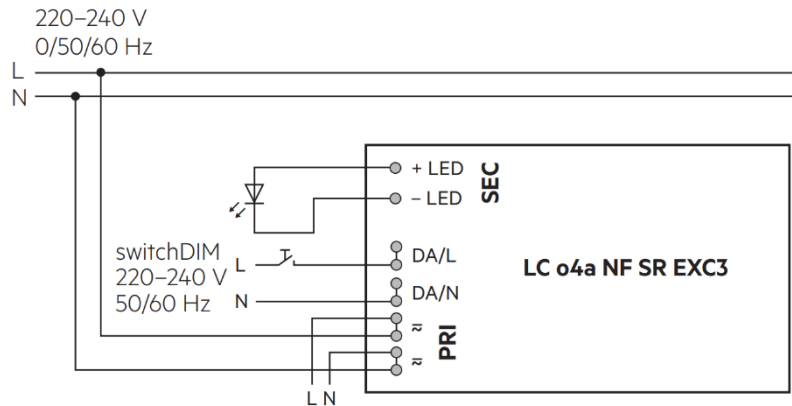 220–240 V
0/50/60 Hz
L
N
+ LED
– LED
SEC
switchDIM
220–240 V
50/60 Hz
L
N
DA/L
DA/N
LC o4a NF SR EXC3
≂
≂
PRI
L N